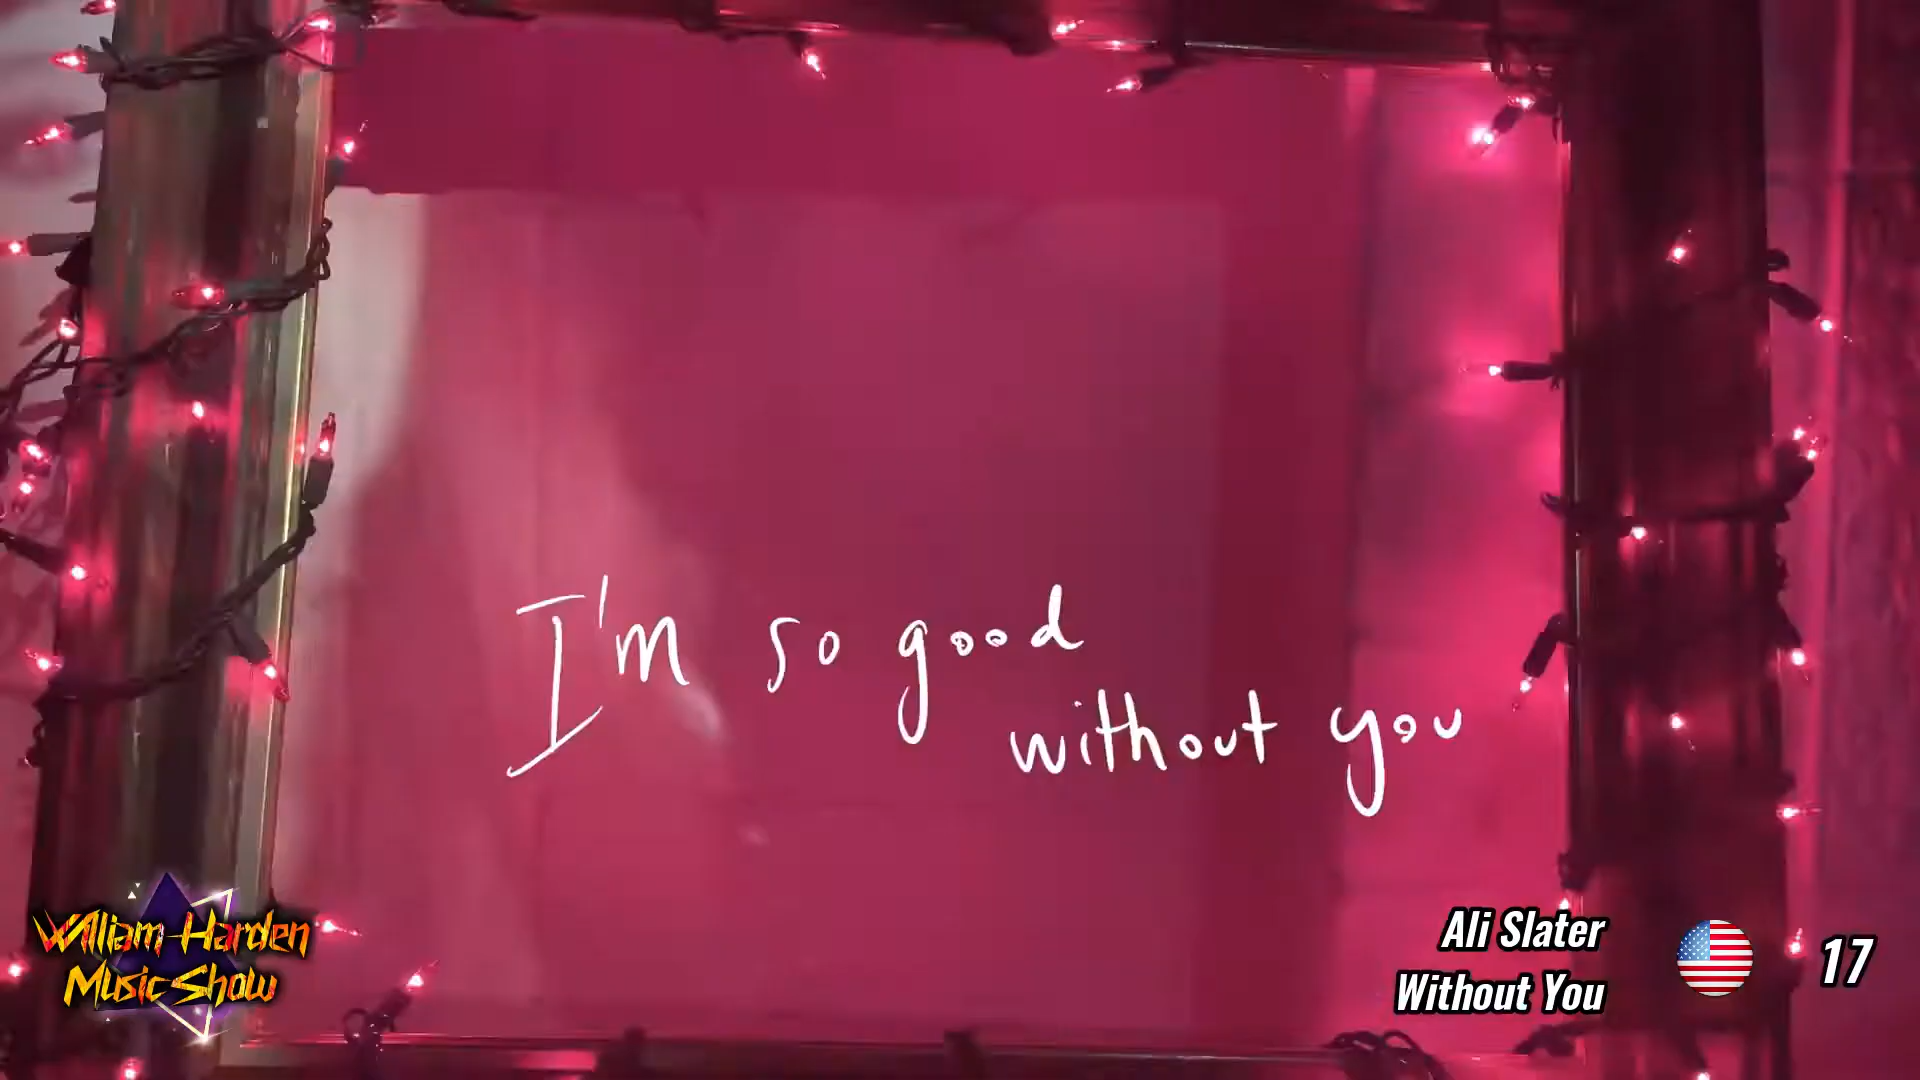 I'm so good
without you
William Harden
Music Show
Ali Slater
Without You
17